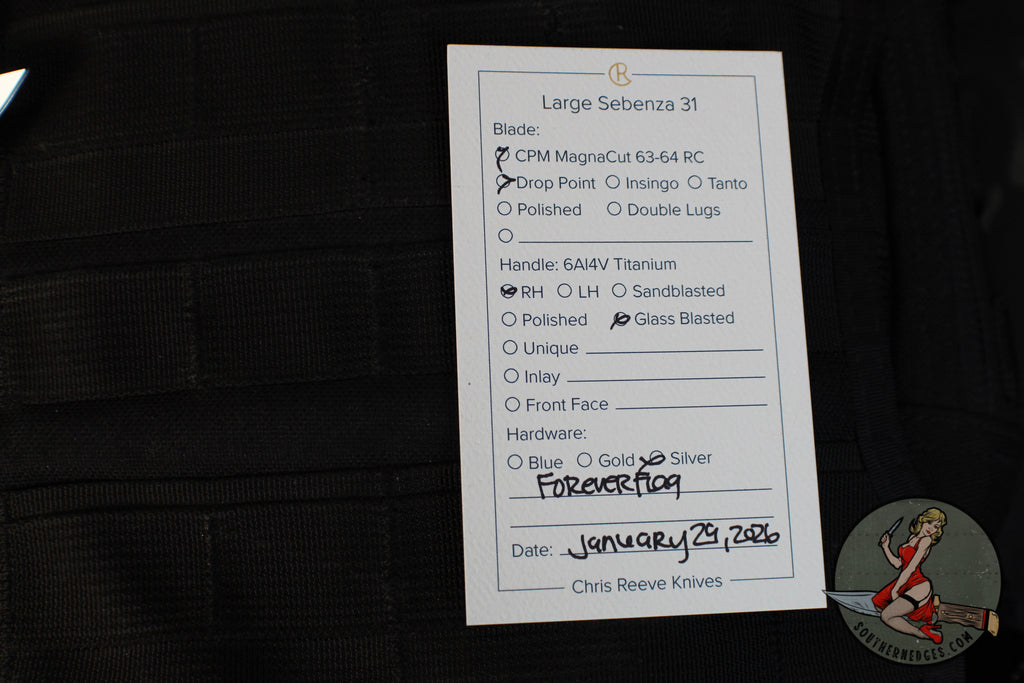 Large Sebenza 31
Blade:
CPM MagnaCut 63-64 RC
Drop Point Insingo Tanto
Polished Double Lugs
Handle: 6Al4V Titanium
RH LH Sandblasted
Polished Glass Blasted
Unique
Inlay
Front Face
Hardware:
Blue Gold Silver
ForeverFlag
Date: January 29, 2026
Chris Reeve Knives
SOUTHERNEDGES.COM